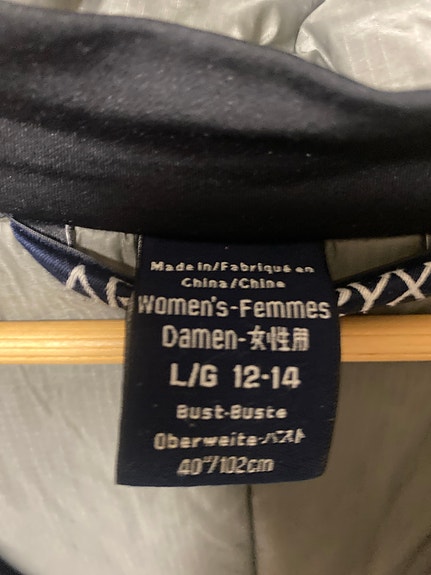 Made in/Fabriqué en
China/Chine
Women's-Femmes
Damen-女性用
L/G 12-14
Bust-Buste
Oberweite-バスト
40"/102cm